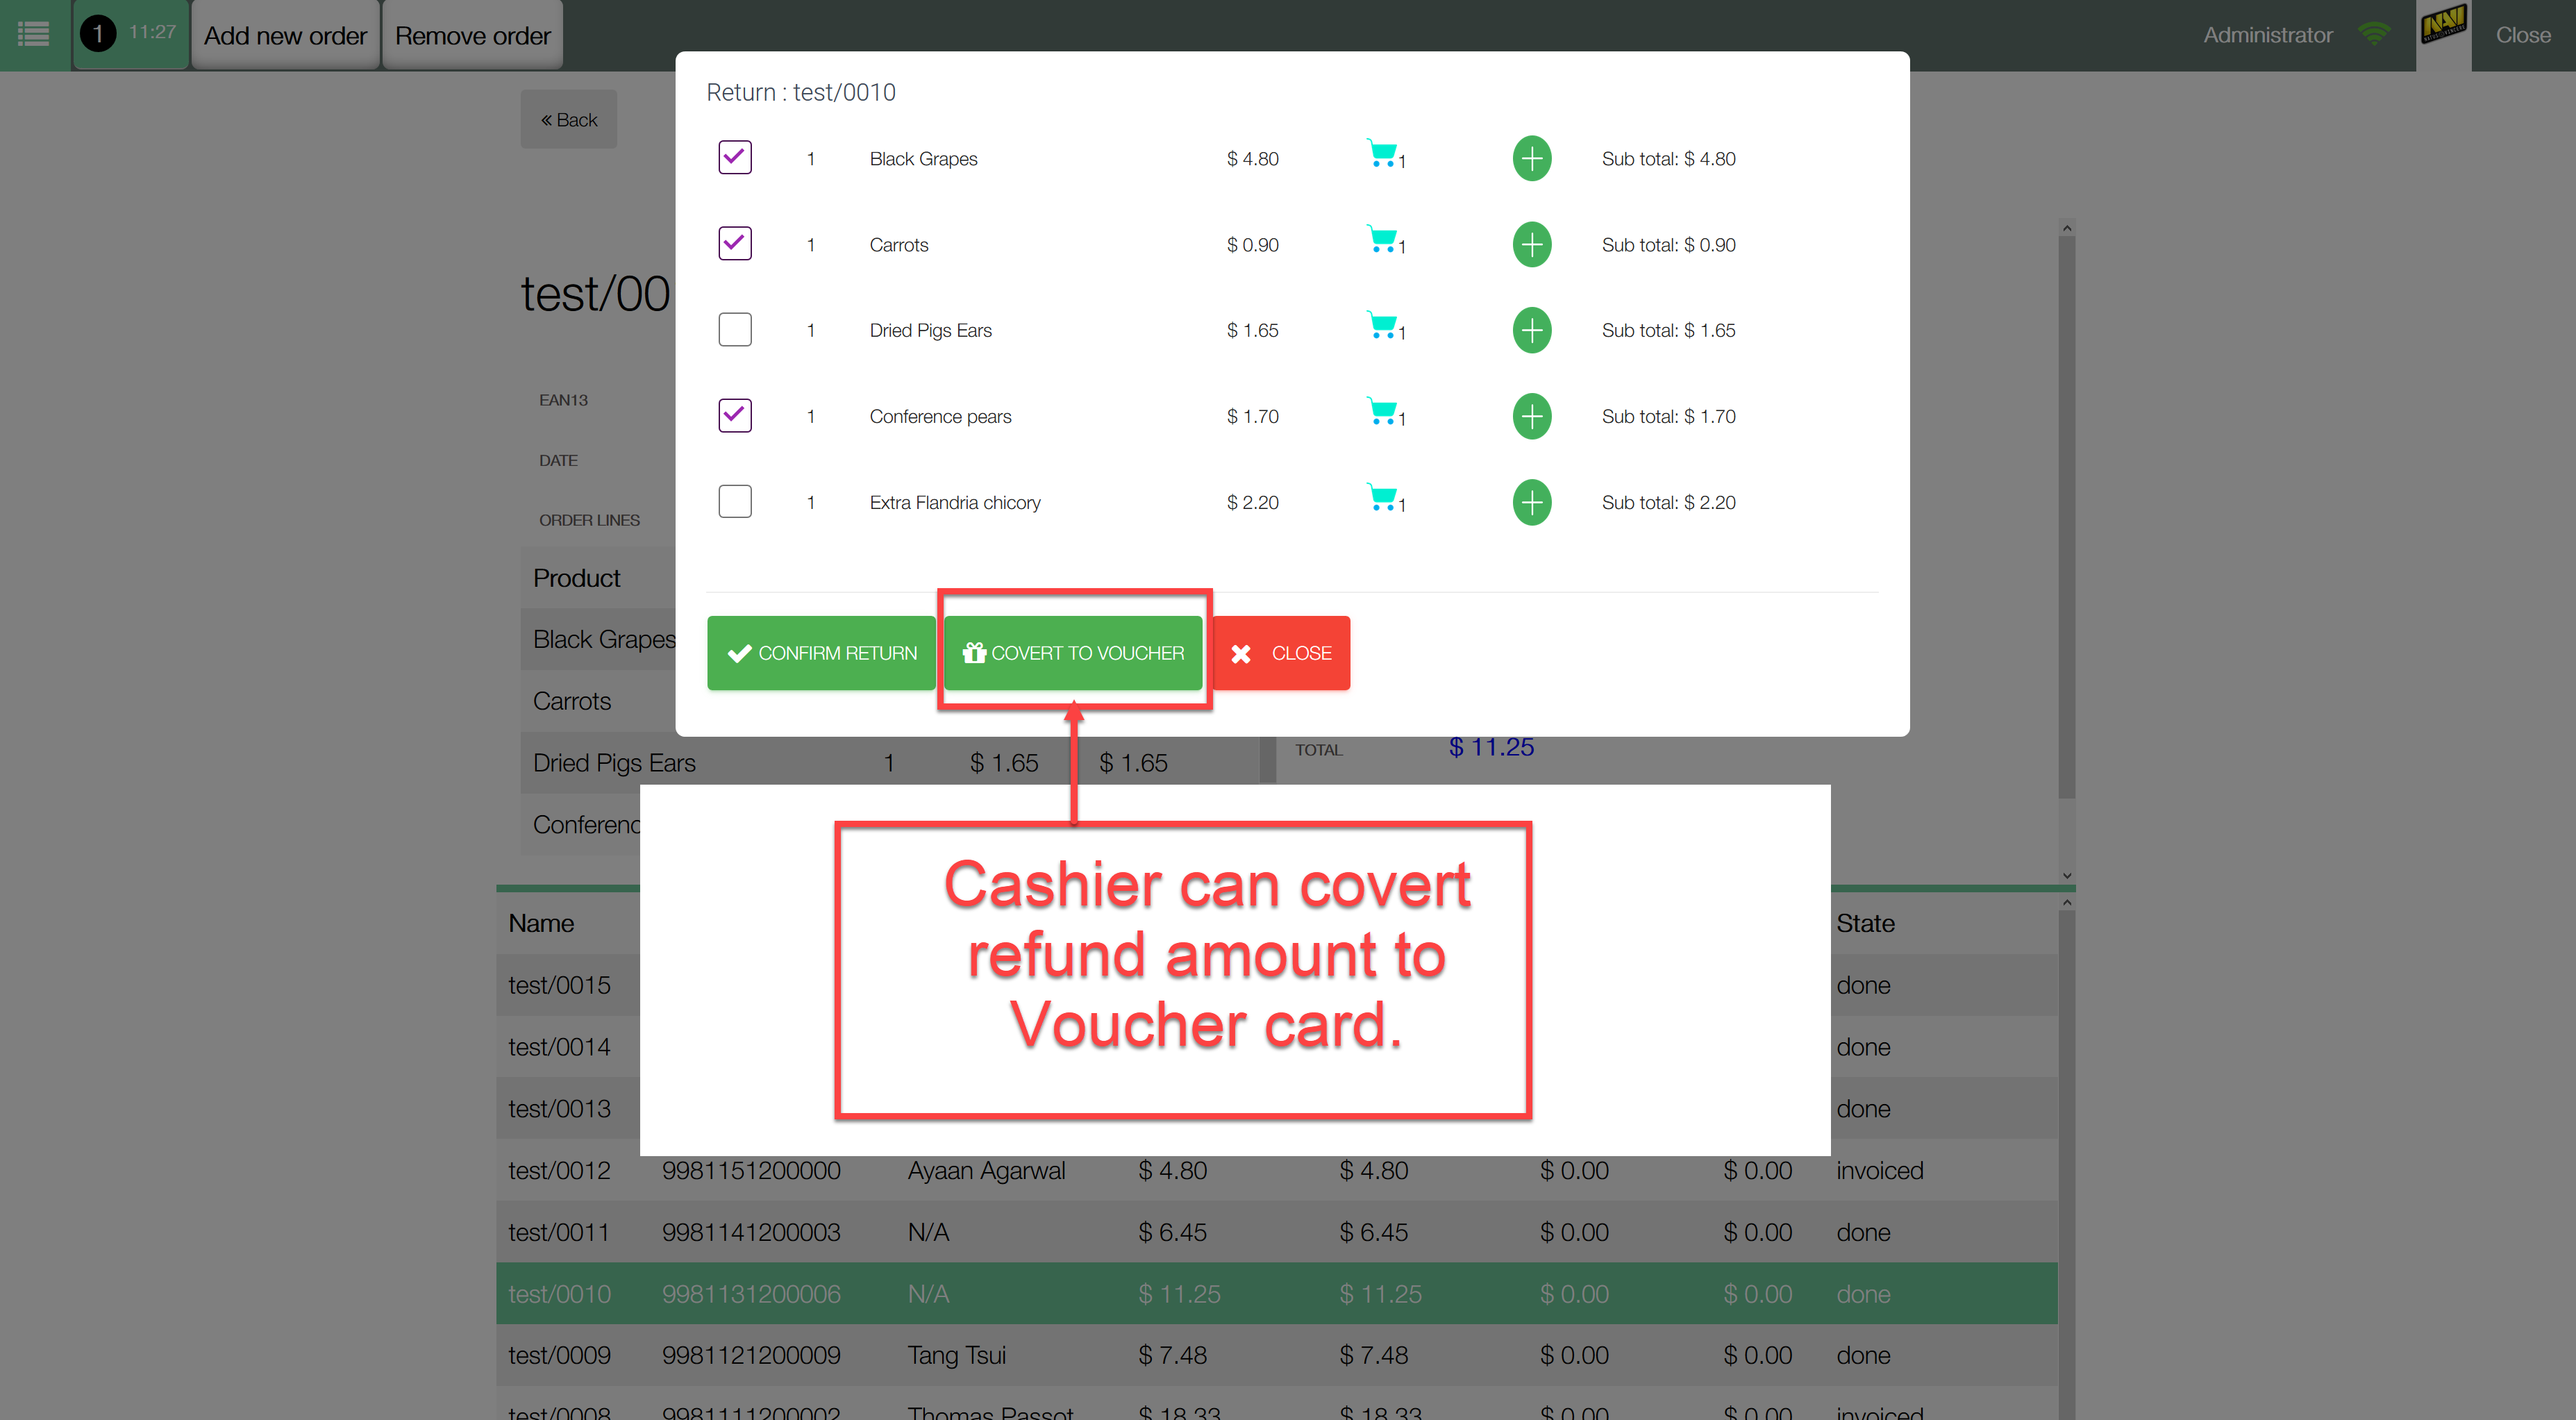 1 11:27 Add new order Remove order Administrator NAVI Close
« Back
Return : test/0010
1 Black Grapes $ 4.80 1 Sub total: $ 4.80
1 Carrots $ 0.90 1 Sub total: $ 0.90
1 Dried Pigs Ears $ 1.65 1 Sub total: $ 1.65
1 Conference pears $ 1.70 1 Sub total: $ 1.70
1 Extra Flandria chicory $ 2.20 1 Sub total: $ 2.20
CONFIRM RETURN COVERT TO VOUCHER CLOSE
test/00
EAN13
DATE
ORDER LINES
Product
Black Grapes
Carrots
Dried Pigs Ears 1 $ 1.65 $ 1.65
Conferenc
TOTAL $ 11.25
Cashier can covert
refund amount to
Voucher card.
Name State
test/0015 done
test/0014 done
test/0013 done
test/0012 9981151200000 Ayaan Agarwal $ 4.80 $ 4.80 $ 0.00 $ 0.00 invoiced
test/0011 9981141200003 N/A $ 6.45 $ 6.45 $ 0.00 $ 0.00 done
test/0010 9981131200006 N/A $ 11.25 $ 11.25 $ 0.00 $ 0.00 done
test/0009 9981121200009 Tang Tsui $ 7.48 $ 7.48 $ 0.00 $ 0.00 done
test/0008 9981111200002 Thomas Passot $ 18.33 $ 18.33 $ 0.00 $ 0.00 invoiced